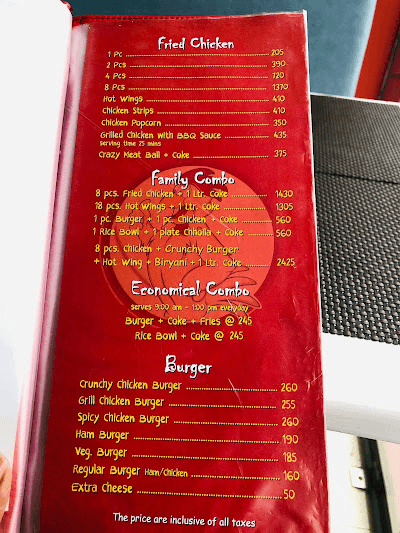 Fried Chicken
1 Pc 205
2 Pcs 390
4 Pcs 720
8 Pcs 1370
Hot Wings 410
Chicken Strips 410
Chicken Popcorn 350
Grilled Chicken with BBQ Sauce 435
serving time 25 mins
Crazy Meat Ball + Coke 375
Family Combo
8 pcs. Fried Chicken + 1 Ltr. Coke 1430
18 pcs. Hot Wings + 1 Ltr. Coke 1305
1 pc. Burger + 1 pc. Chicken + Coke 560
1 Rice Bowl + 1 plate Chholla + Coke 560
8 pcs. Chicken + Crunchy Burger
+ Hot Wing + Biryani + 1 Ltr. Coke 2425
Economical Combo
serves 9:00 am - 1:00 pm everyday
Burger + Coke + Fries @ 245
Rice Bowl + Coke @ 245
Burger
Crunchy Chicken Burger 260
Grill Chicken Burger 255
Spicy Chicken Burger 260
Ham Burger 190
Veg. Burger 185
Regular Burger Ham/Chicken 160
Extra Cheese 50
The price are inclusive of all taxes